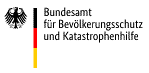 Bundesamt
für Bevölkerungsschutz
und Katastrophenhilfe